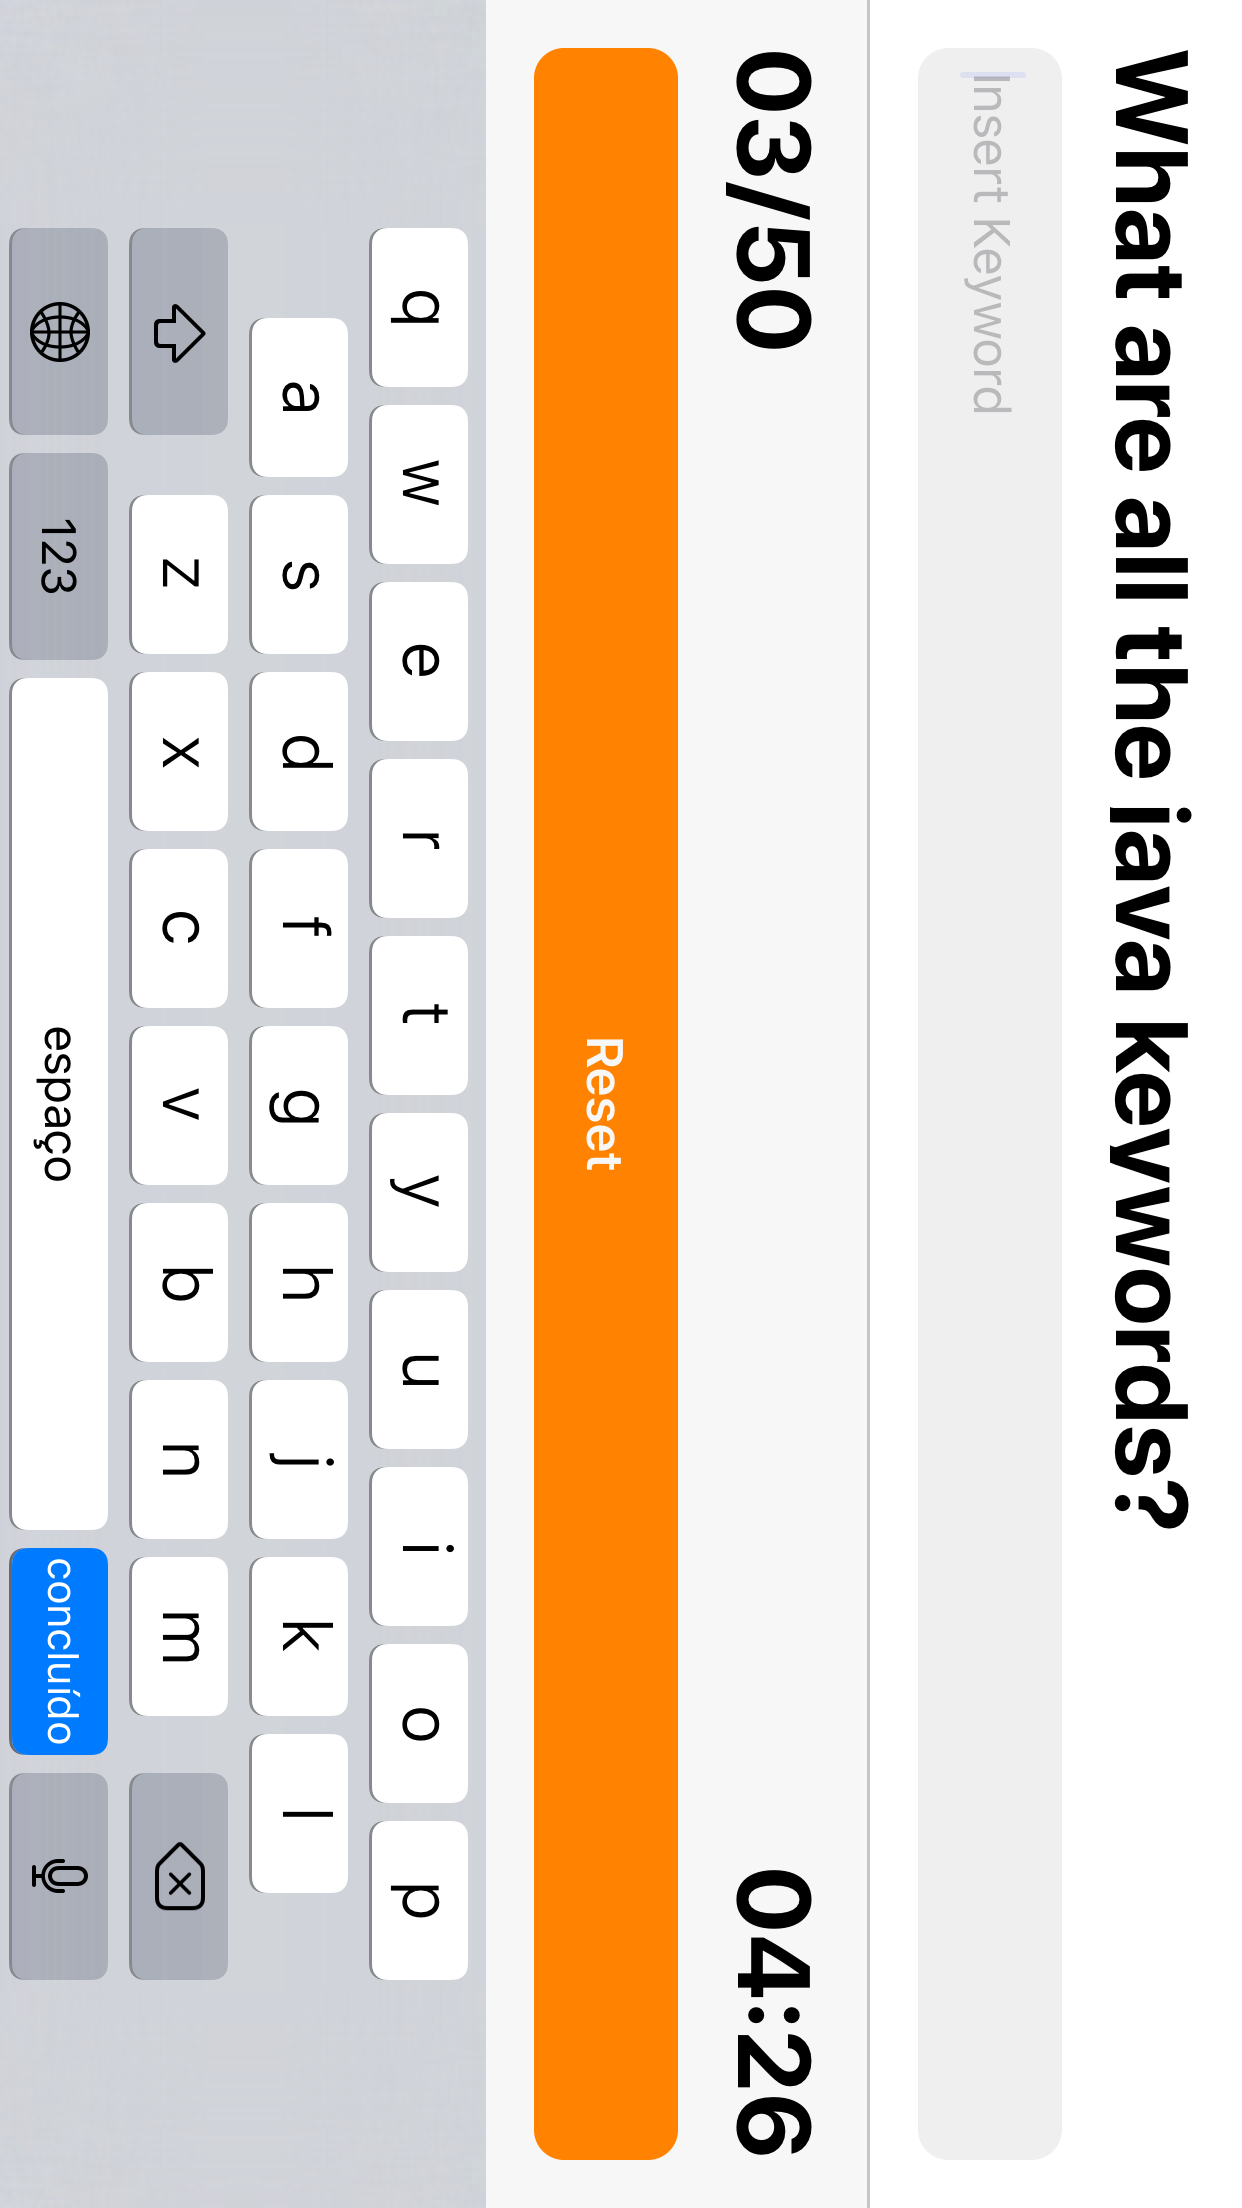 What are all the java keywords?
Insert Keyword
03/50 04:26
Reset
q w e r t y u i o p
a s d f g h j k l
z x c v b n m
123 espaço concluído